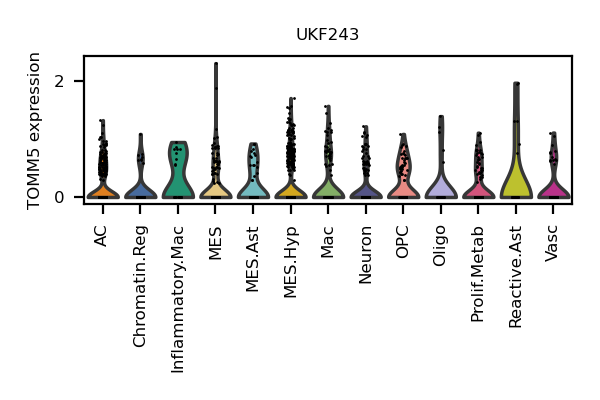 UKF243
TOMM5 expression
2
0
AC
Chromatin.Reg
Inflammatory.Mac
MES
MES.Ast
MES.Hyp
Mac
Neuron
OPC
Oligo
Prolif.Metab
Reactive.Ast
Vasc